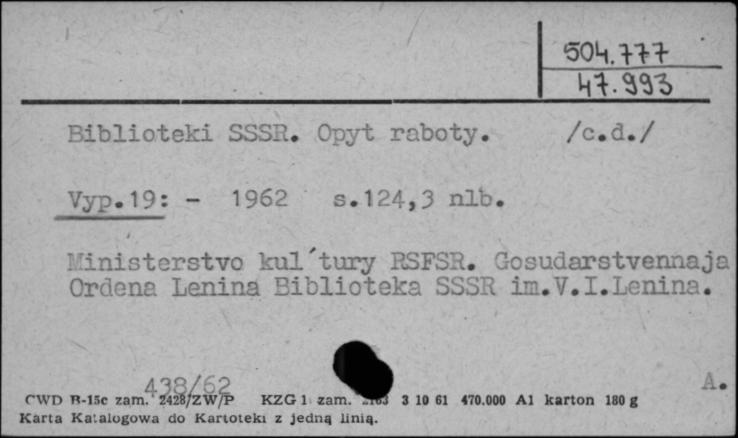 504.777
47.993
Biblioteki SSSR. Opyt raboty. /c.d./
Vyp.19: - 1962 s.124,3 nlb.
Ministerstvo kul´tury RSFSR. Gosudarstvennaja
Ordena Lenina Biblioteka SSSR im.V.I.Lenina.
438/62
A.
CWD B-15c zam. 2428/ZW/P KZG 1 zam. 3 10 61 470.000 A1 karton 180 g
Karta Katalogowa do Kartoteki z jedną linią.